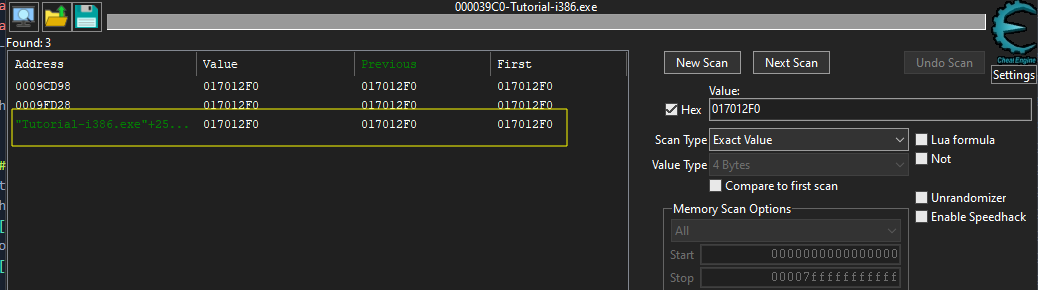 000039C0-Tutorial-i386.exe
Found: 3
Address Value Previous First
0009CD98 017012F0 017012F0 017012F0
0009FD28 017012F0 017012F0 017012F0
"Tutorial-i386.exe"+25... 017012F0 017012F0 017012F0
Cheat Engine
New Scan Next Scan Undo Scan Settings
Value:
Hex 017012F0
Scan Type Exact Value Lua formula
Value Type 4 Bytes Not
Compare to first scan
Unrandomizer
Memory Scan Options Enable Speedhack
All
Start 0000000000000000
Stop 00007fffffffffff